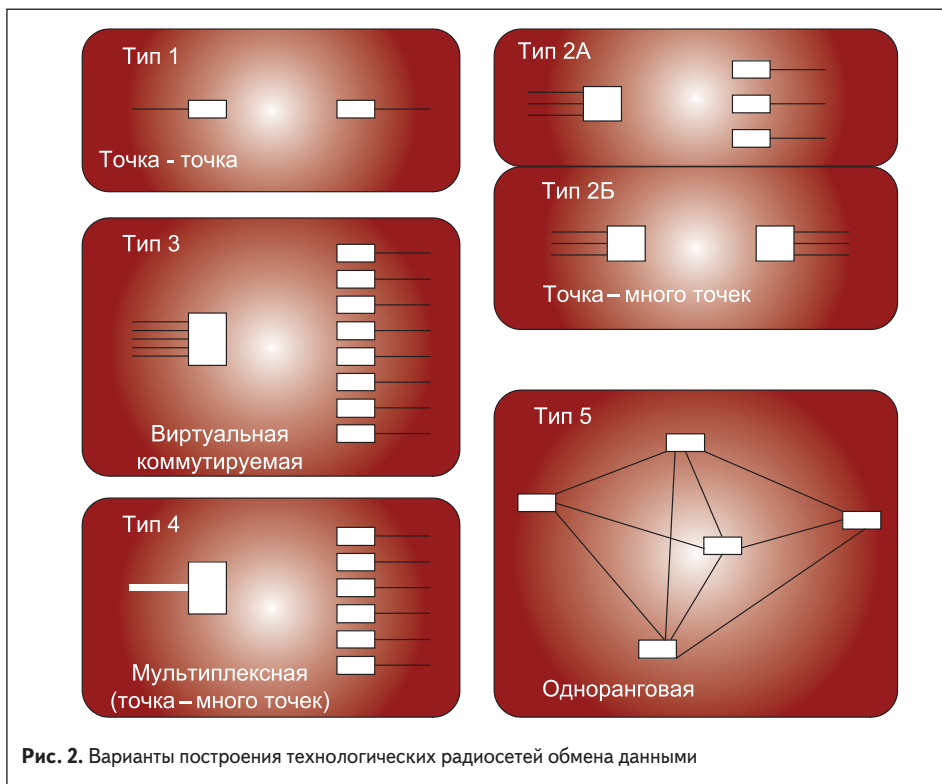 Тип 1
Точка - точка
Тип 2А
Тип 2Б
Точка – много точек
Тип 3
Виртуальная
коммутируемая
Тип 4
Мультиплексная
(точка – много точек)
Тип 5
Одноранговая
Рис. 2. Варианты построения технологических радиосетей обмена данными